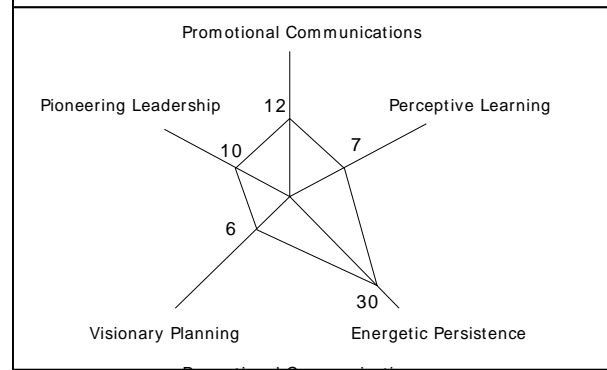 Promotional Communications
Pioneering Leadership
Perceptive Learning
12
7
10
6
30
Visionary Planning
Energetic Persistence